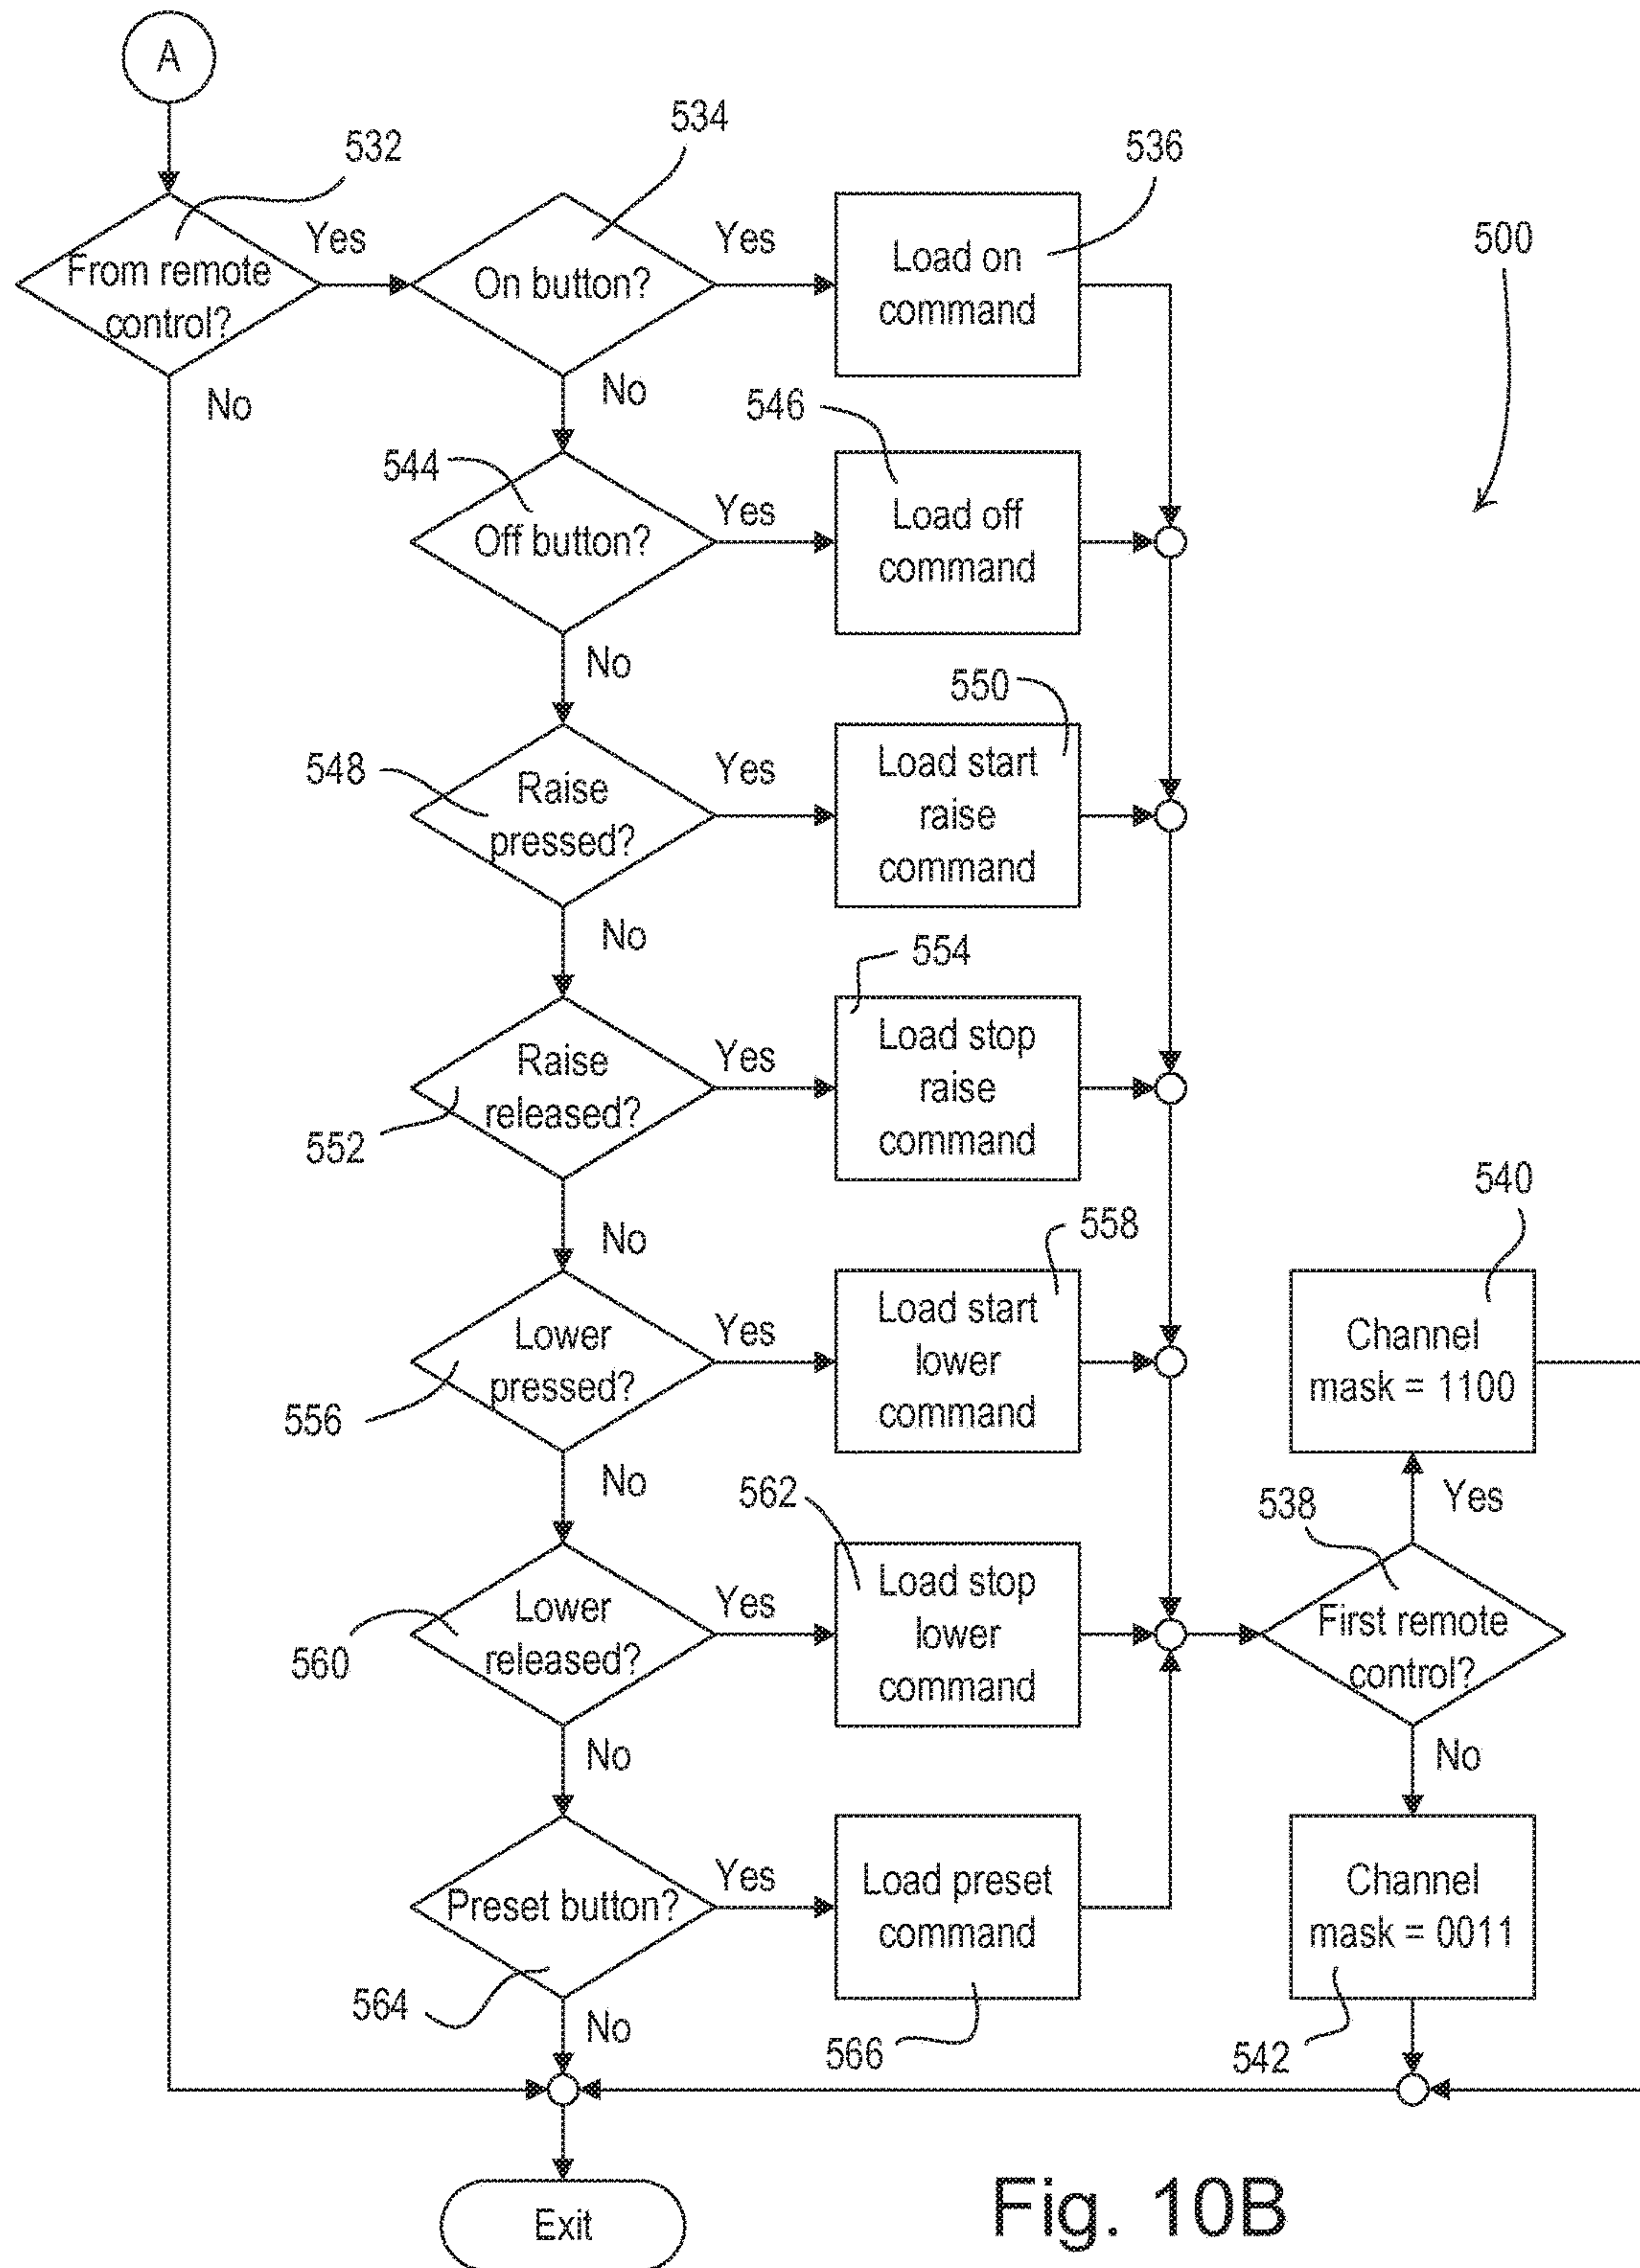 A
532
534
536
From remote
control?
Yes
On button?
Yes
Load on
command
500
No
No
544
546
Off button?
Yes
Load off
command
No
548
550
Raise
pressed?
Yes
Load start
raise
command
No
552
554
Raise
released?
Yes
Load stop
raise
command
No
556
558
Lower
pressed?
Yes
Load start
lower
command
540
Channel
mask = 1100
No
560
562
Lower
released?
Yes
Load stop
lower
command
538
Yes
First remote
control?
No
No
564
Preset button?
Yes
Load preset
command
566
Channel
mask = 0011
542
No
Exit
Fig. 10B